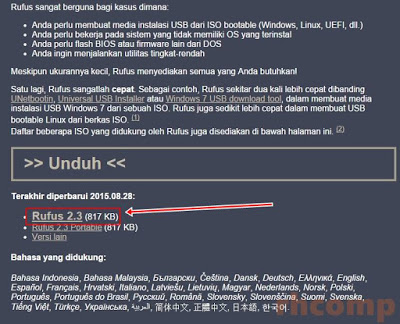 Rufus sangat berguna bagi kasus dimana:
Anda perlu membuat media instalasi USB dari ISO bootable (Windows, Linux, UEFI, dll.)
Anda perlu bekerja pada sistem yang tidak memiliki OS yang terinstal
Anda perlu flash BIOS atau firmware lain dari DOS
Anda ingin menjalankan utilitas tingkat-rendah
Meskipun ukurannya kecil, Rufus menyediakan semua yang Anda butuhkan!
Satu lagi, Rufus sangatlah cepat. Sebagai contoh, Rufus sekitar dua kali lebih cepat dibanding
UNetbootin, Universal USB Installer atau Windows 7 USB download tool, dalam membuat media
instalasi USB Windows 7 dari sebuah ISO. Rufus juga sedikit lebih cepat dalam membuat USB
bootable Linux dari berkas ISO. (1)
Daftar beberapa ISO yang didukung oleh Rufus juga disediakan di bawah halaman ini. (2)
>> Unduh <<
Terakhir diperbarui 2015.08.28:
Rufus 2.3 (817 KB)
Rufus 2.3 Portable (817 KB)
Versi lain
Bahasa yang didukung:
Bahasa Indonesia, Bahasa Malaysia, Български, Čeština, Dansk, Deutsch, Ελληνικά, English,
Español, Français, Hrvatski, Italiano, Latviešu, Lietuvių, Magyar, Nederlands, Norsk, Polski,
Português, Português do Brasil, Русский, Română, Slovensky, Slovenščina, Suomi, Svenska,
Tiếng Việt, Türkçe, Українська, العربية, 简体中文, 正體中文, 日本語, 한국어.